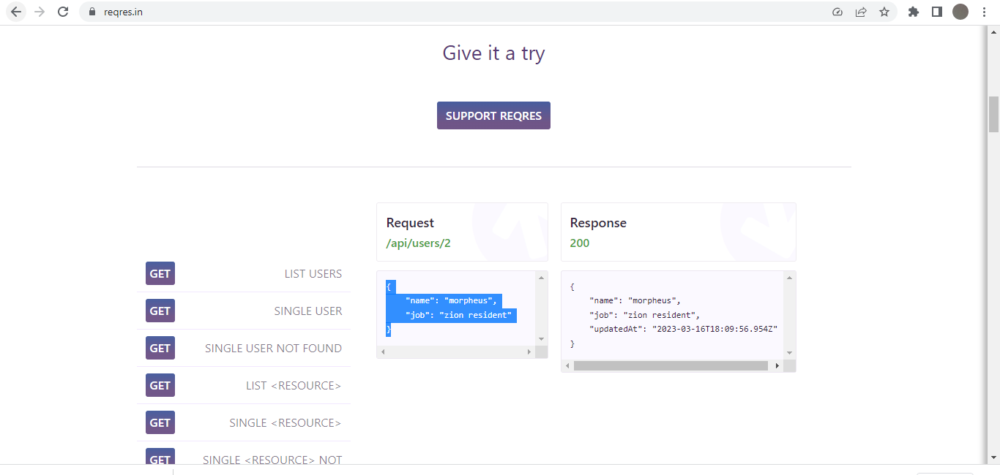 reqres.in
Give it a try
SUPPORT REQRES
Request
/api/users/2
Response
200
GET LIST USERS
GET SINGLE USER
GET SINGLE USER NOT FOUND
GET LIST <RESOURCE>
GET SINGLE <RESOURCE>
GET SINGLE <RESOURCE> NOT
{
"name": "morpheus",
"job": "zion resident"
}
{
"name": "morpheus",
"job": "zion resident",
"updatedAt": "2023-03-16T18:09:56.954Z"
}